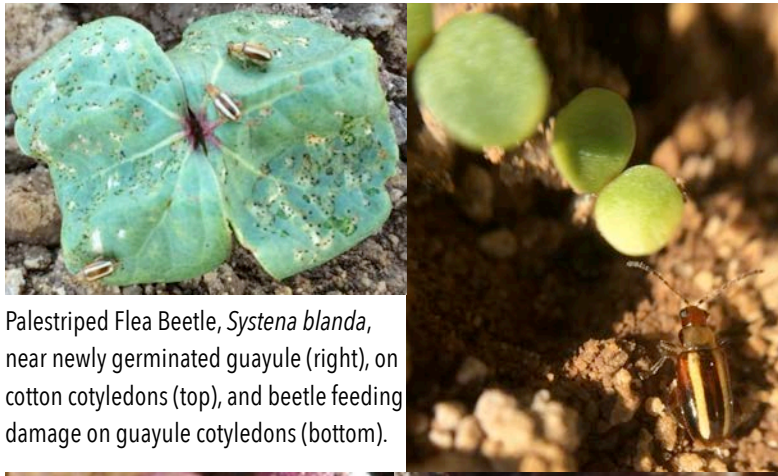 Palestriped Flea Beetle, Systena blanda,
near newly germinated guayule (right), on
cotton cotyledons (top), and beetle feeding
damage on guayule cotyledons (bottom).